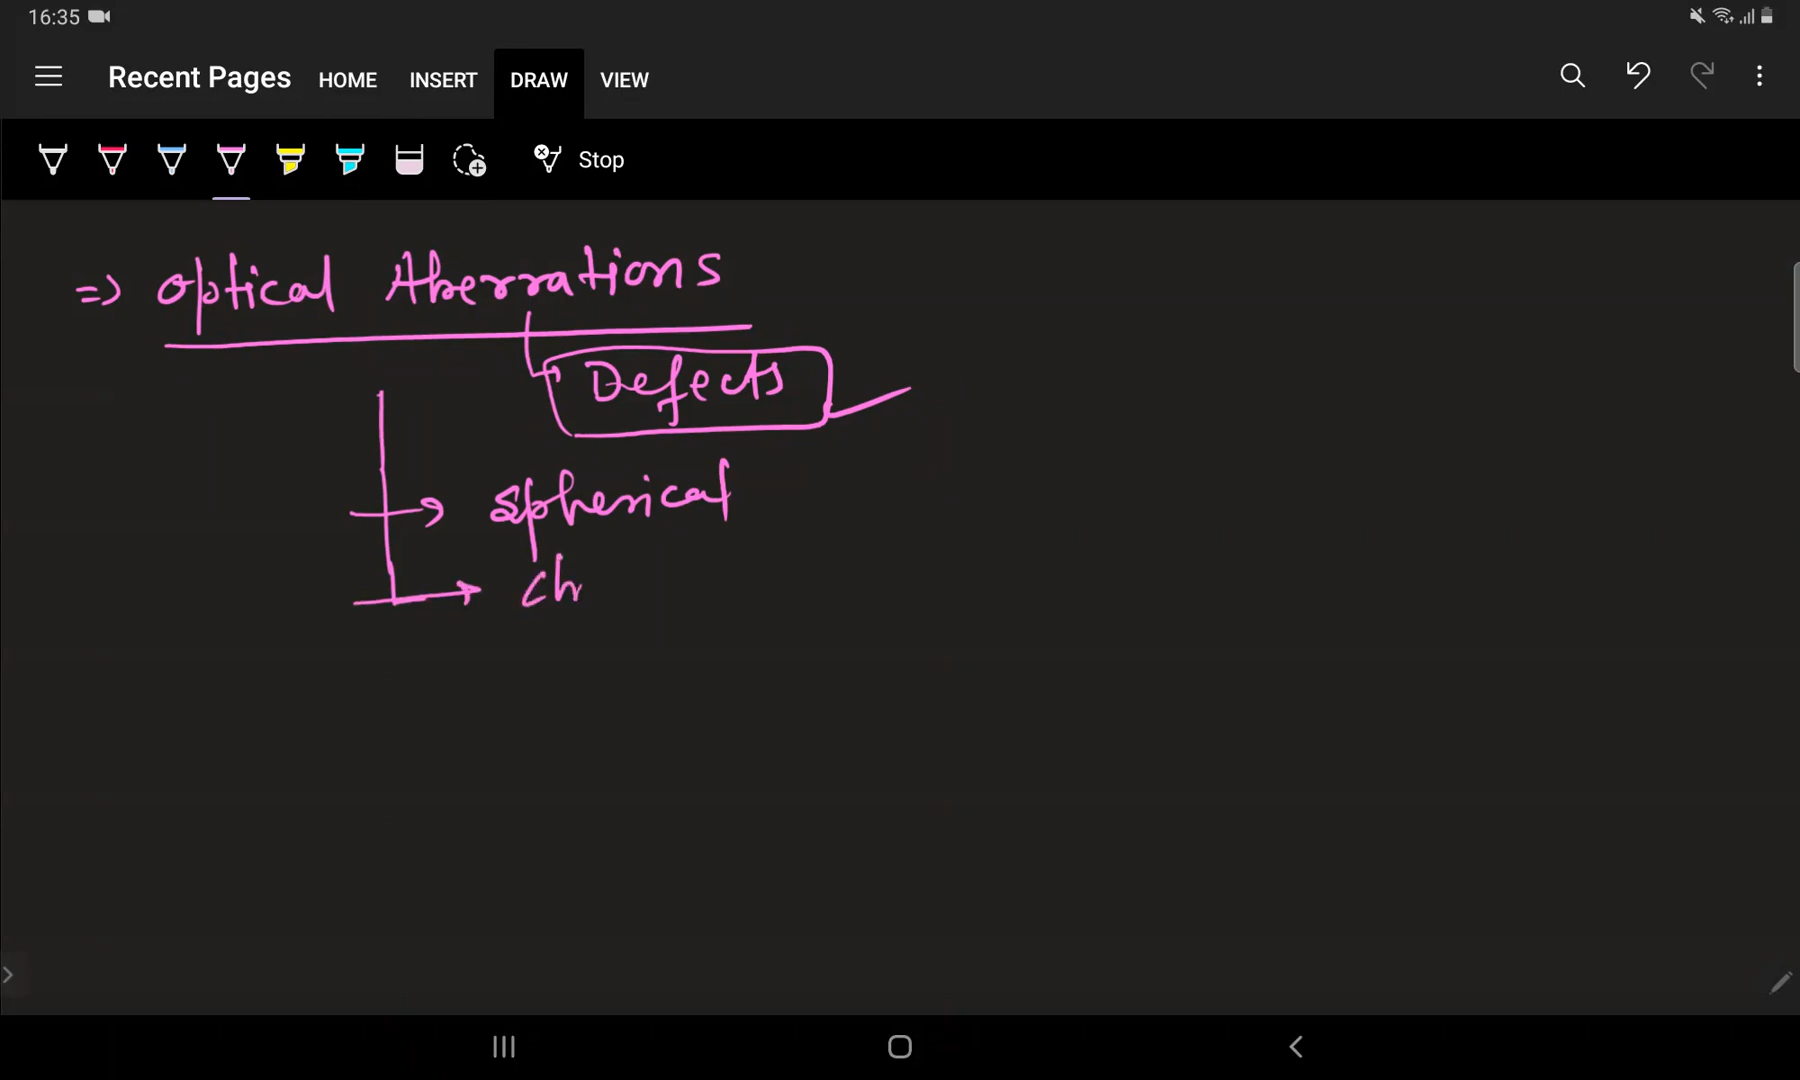 16:35
Recent Pages HOME INSERT DRAW VIEW
Stop
=> Optical Aberrations
Defects
Spherical
Ch